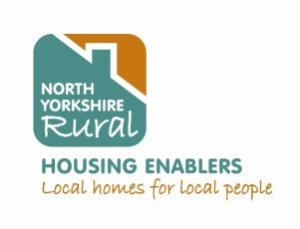 NORTH
YORKSHIRE
Rural
HOUSING ENABLERS
Local homes for local people